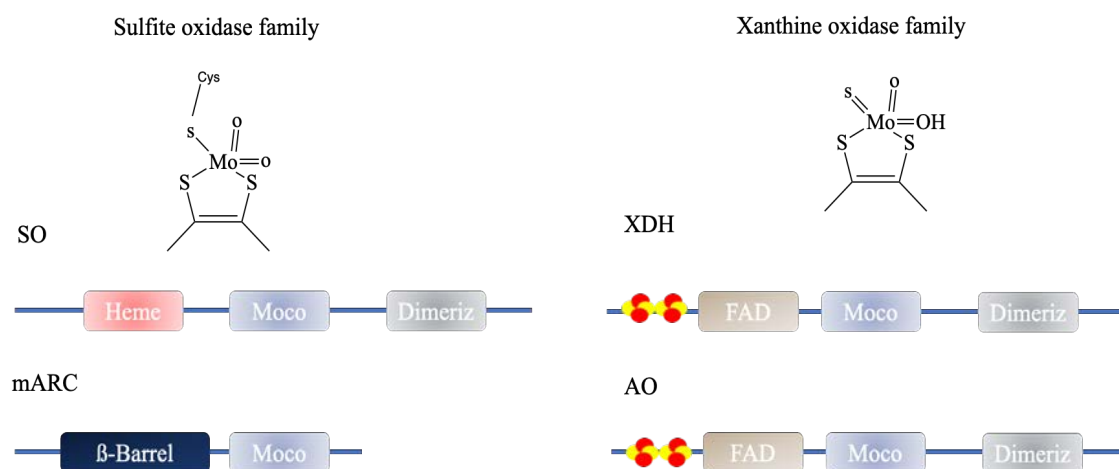 Sulfite oxidase family
Cys
s
o
Mo
o
S
S
SO
Heme
Moco
Dimeriz
mARC
ß-Barrel
Moco
Xanthine oxidase family
s
o
Mo
OH
S
S
XDH
FAD
Moco
Dimeriz
AO
FAD
Moco
Dimeriz